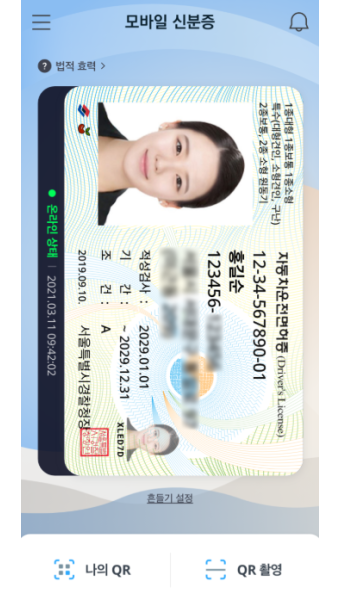 모바일 신분증
? 법적 효력 >
1종대형 1종보통 1종소형
특수(대형견인, 소형견인, 구난)
2종보통, 2종 소형 원동기
자동차운전면허증 (Driver's License)
12-34-567890-01
홍길순
123456-
적성검사 : 2029.01.01
기 간 : ~ 2029.12.31
조 건 : A
XLED7D
2019.09.10. 서울특별시경찰청장
온라인 상태 | 2021.03.11 09:42:02
흔들기 설정
나의 QR
QR 촬영